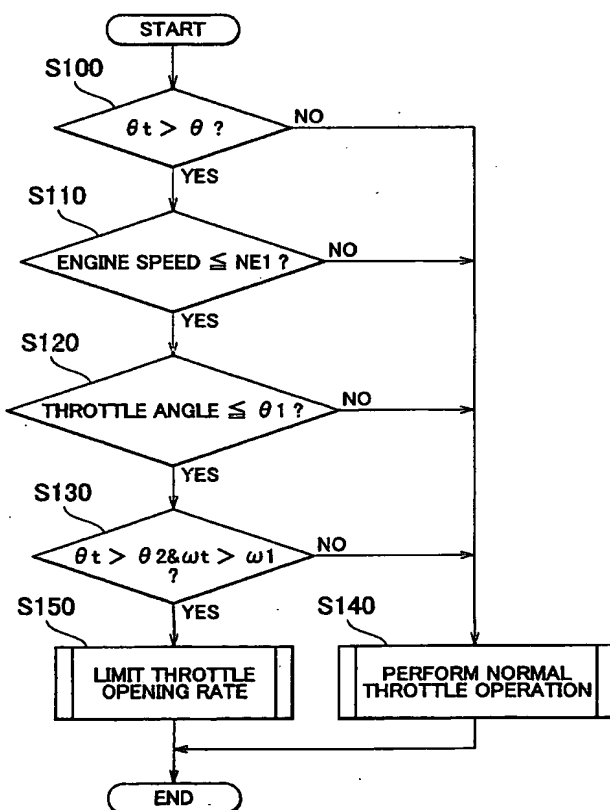 START
S100
θt > θ ?
NO
YES
S110
ENGINE SPEED ≦ NE1 ?
NO
YES
S120
THROTTLE ANGLE ≦ θ1 ?
NO
YES
S130
θt > θ2&ωt > ω1
?
NO
YES
S150
LIMIT THROTTLE
OPENING RATE
S140
PERFORM NORMAL
THROTTLE OPERATION
END